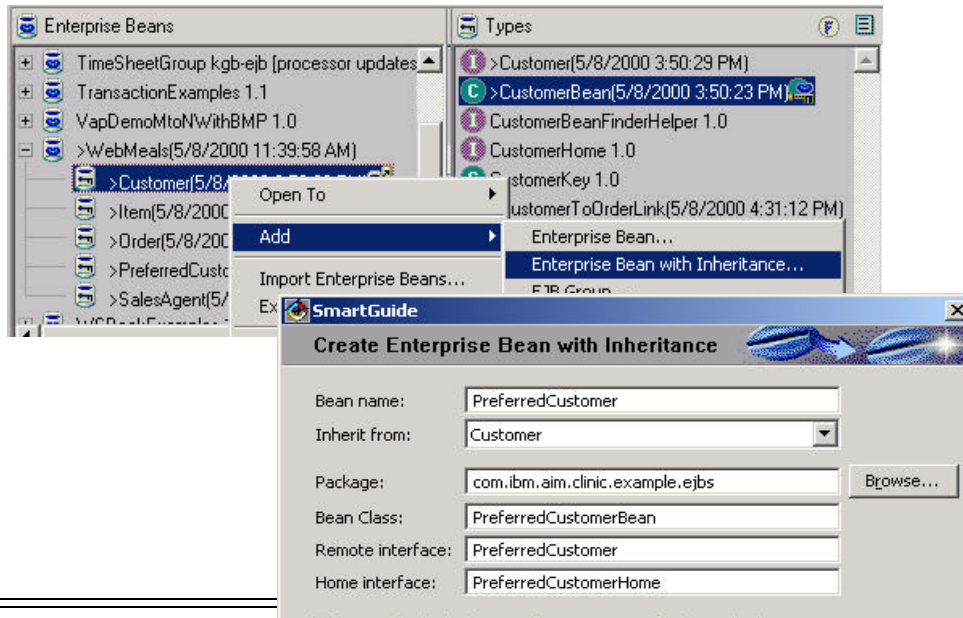 Enterprise Beans
TimeSheetGroup kgb-ejb [processor updates
TransactionExamples 1.1
VapDemoMtoNWithBMP 1.0
>WebMeals(5/8/2000 11:39:58 AM)
>Customer(5/8/
>Item(5/8/2000
>Order(5/8/200
>PreferredCusto
>SalesAgent(5/
Types
>Customer(5/8/2000 3:50:29 PM)
>CustomerBean(5/8/2000 3:50:23 PM)
CustomerBeanFinderHelper 1.0
CustomerHome 1.0
stomerKey 1.0
ustomerToOrderLink(5/8/2000 4:31:12 PM)
Open To
Add
Import Enterprise Beans...
Ex
Enterprise Bean...
Enterprise Bean with Inheritance...
EJB Group
SmartGuide
Create Enterprise Bean with Inheritance
Bean name: PreferredCustomer
Inherit from: Customer
Package: com.ibm.aim.clinic.example.ejbs Browse...
Bean Class: PreferredCustomerBean
Remote interface: PreferredCustomer
Home interface: PreferredCustomerHome